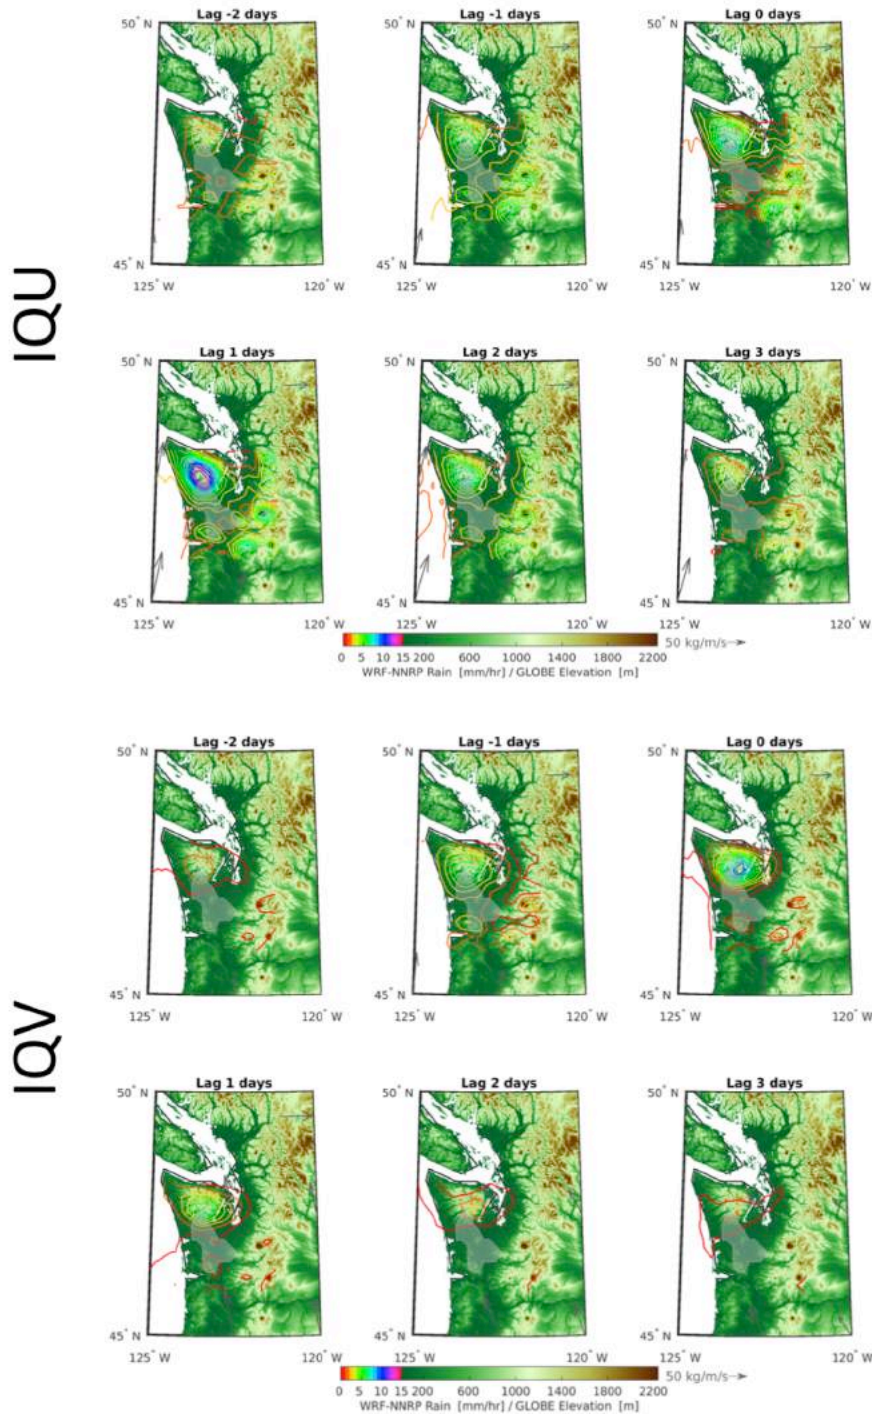 IQU
Lag -2 days
Lag -1 days
Lag 0 days
50° N
50° N
50° N
45° N
45° N
45° N
125° W
120° W
125° W
120° W
125° W
120° W
Lag 1 days
Lag 2 days
Lag 3 days
50° N
50° N
50° N
45° N
45° N
45° N
125° W
120° W
125° W
120° W
125° W
120° W
50 kg/m/s
0 5 10 15 200 600 1000 1400 1800 2200
WRF-NNRP Rain [mm/hr] / GLOBE Elevation [m]
IQV
Lag -2 days
Lag -1 days
Lag 0 days
50° N
50° N
50° N
45° N
45° N
45° N
125° W
120° W
125° W
120° W
125° W
120° W
Lag 1 days
Lag 2 days
Lag 3 days
50° N
50° N
50° N
45° N
45° N
45° N
125° W
120° W
125° W
120° W
125° W
120° W
50 kg/m/s
0 5 10 15 200 600 1000 1400 1800 2200
WRF-NNRP Rain [mm/hr] / GLOBE Elevation [m]